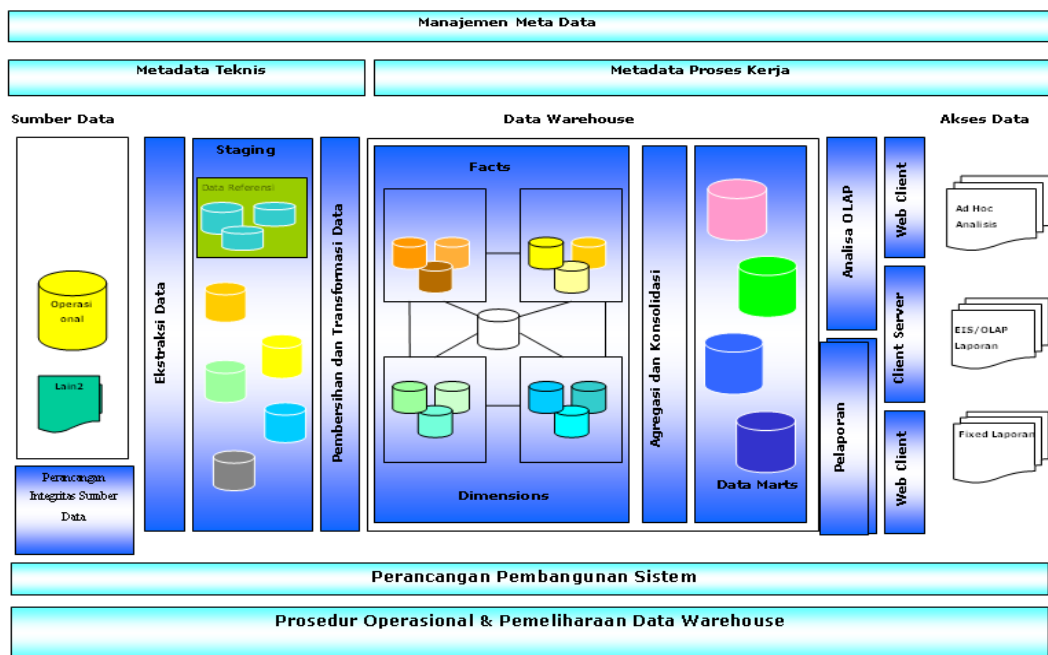 Manajemen Meta Data
Metadata Teknis
Metadata Proses Kerja
Sumber Data
Data Warehouse
Akses Data
Operasi
onal
Lain2
Perancangan
Integritas Sumber
Data
Ekstraksi Data
Staging
Data Referensi
Pembersihan dan Transformasi Data
Facts
Dimensions
Agregasi dan Konsolidasi
Data Marts
Analisa OLAP
Pelaporan
Web Client
Client Server
Web Client
Ad Hoc
Analisis
EIS/OLAP
Laporan
Fixed Laporan
Perancangan Pembangunan Sistem
Prosedur Operasional & Pemeliharaan Data Warehouse